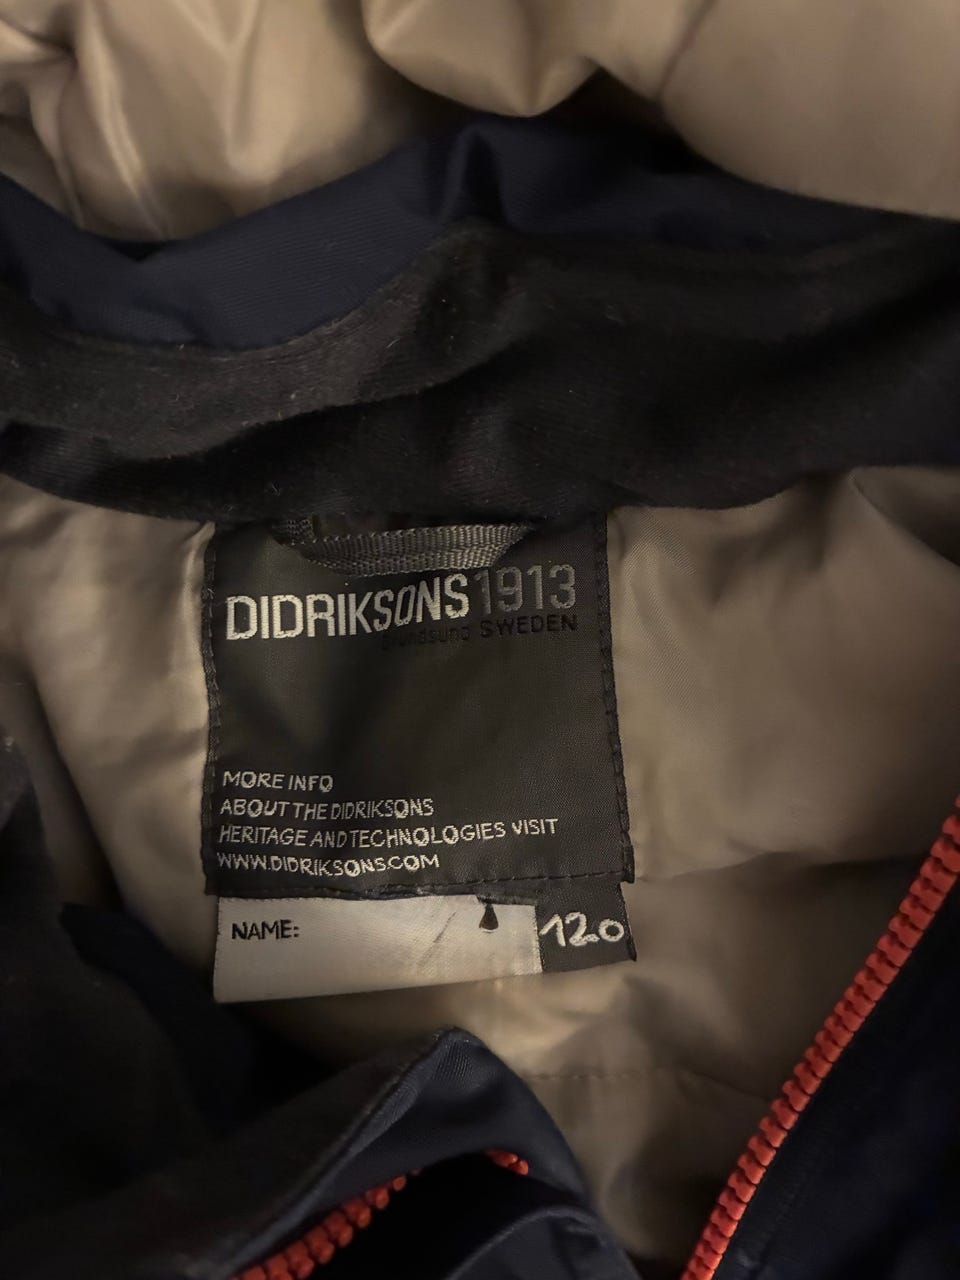 DIDRIKSONS1913
Grundsund SWEDEN
MORE INFO
ABOUT THE DIDRIKSONS
HERITAGE AND TECHNOLOGIES VISIT
WWW.DIDRIKSONS.COM
NAME:
120